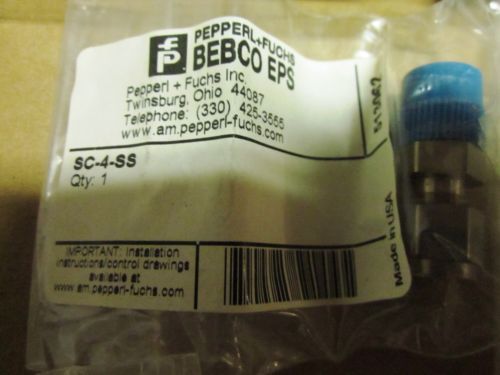 PEPPERL+FUCHS
BEBCO EPS
Pepperl + Fuchs Inc.
Twinsburg, Ohio 44087
Telephone: (330) 425-3555
www.am.pepperl-fuchs.com
SC-4-SS
Qty: 1
513062
Made in USA
IMPORTANT: Installation
instructions/control drawings
available at
www.am.pepperl-fuchs.com